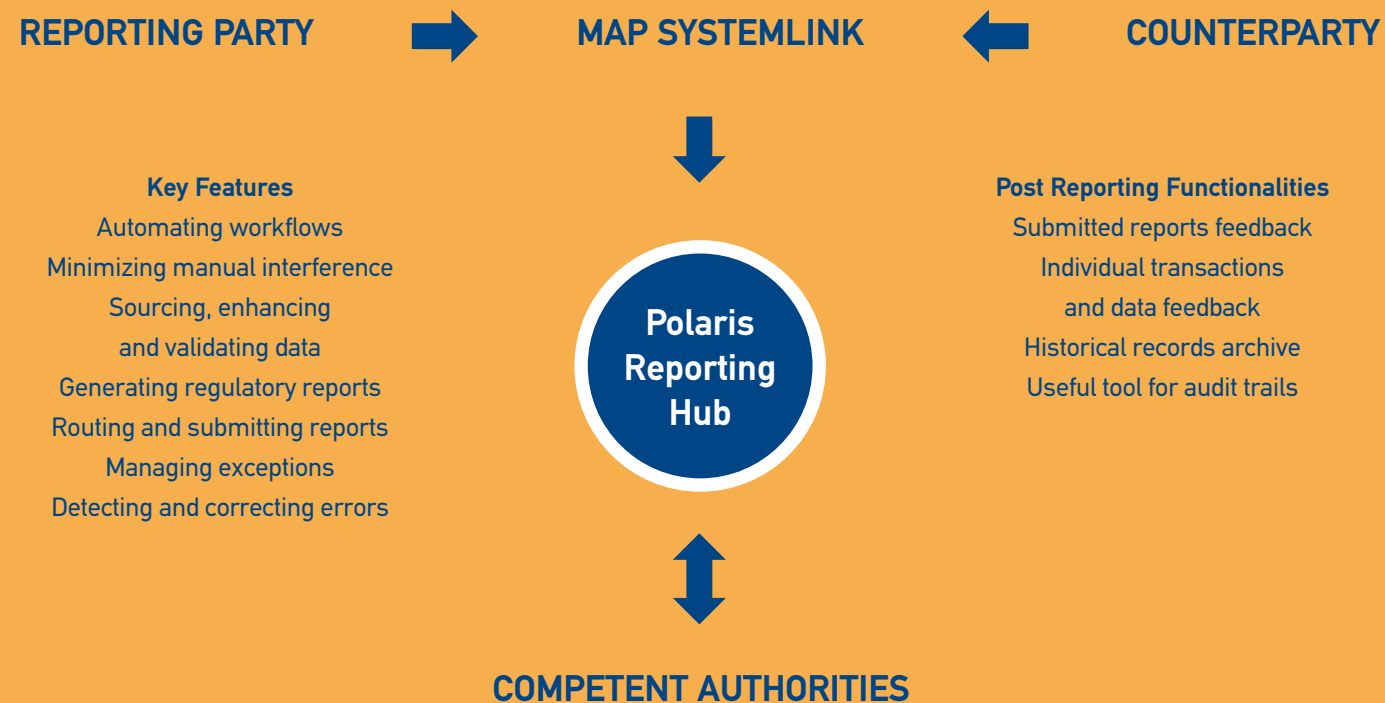 REPORTING PARTY
MAP SYSTEMLINK
COUNTERPARTY
Key Features
Automating workflows
Minimizing manual interference
Sourcing, enhancing
and validating data
Generating regulatory reports
Routing and submitting reports
Managing exceptions
Detecting and correcting errors
Polaris
Reporting
Hub
Post Reporting Functionalities
Submitted reports feedback
Individual transactions
and data feedback
Historical records archive
Useful tool for audit trails
COMPETENT AUTHORITIES